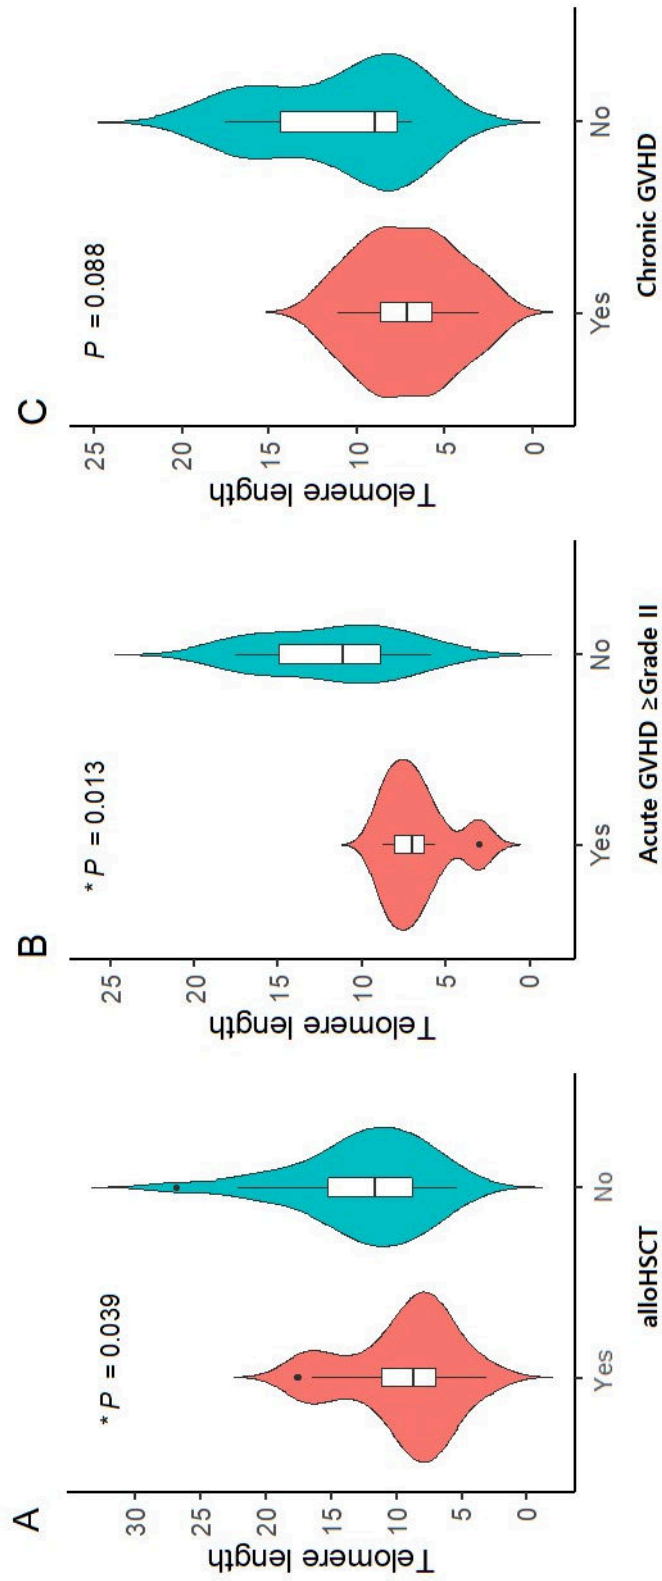 A
* P = 0.039
Telomere length
30
25
20
15
10
5
0
Yes
No
alloHSCT
B
* P = 0.013
Telomere length
25
20
15
10
5
0
Yes
No
Acute GVHD ≥Grade II
C
P = 0.088
Telomere length
25
20
15
10
5
0
Yes
No
Chronic GVHD